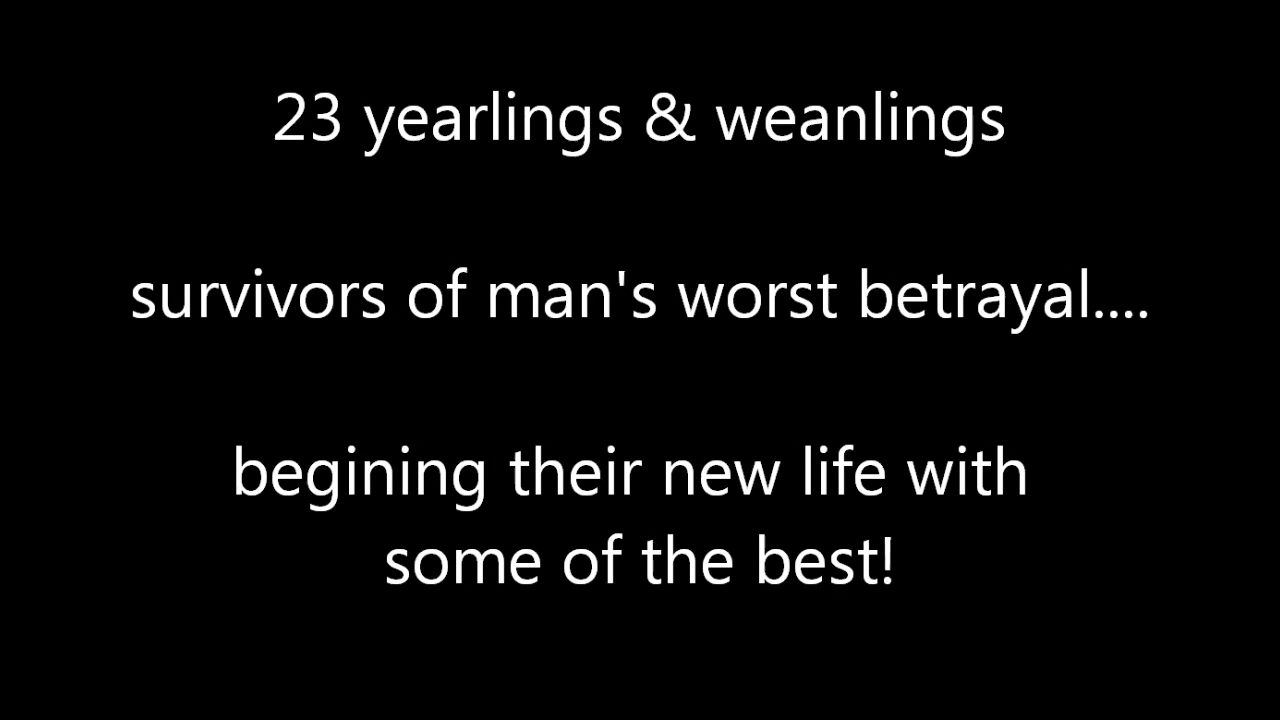 23 yearlings & weanlings
survivors of man's worst betrayal....
begining their new life with
some of the best!